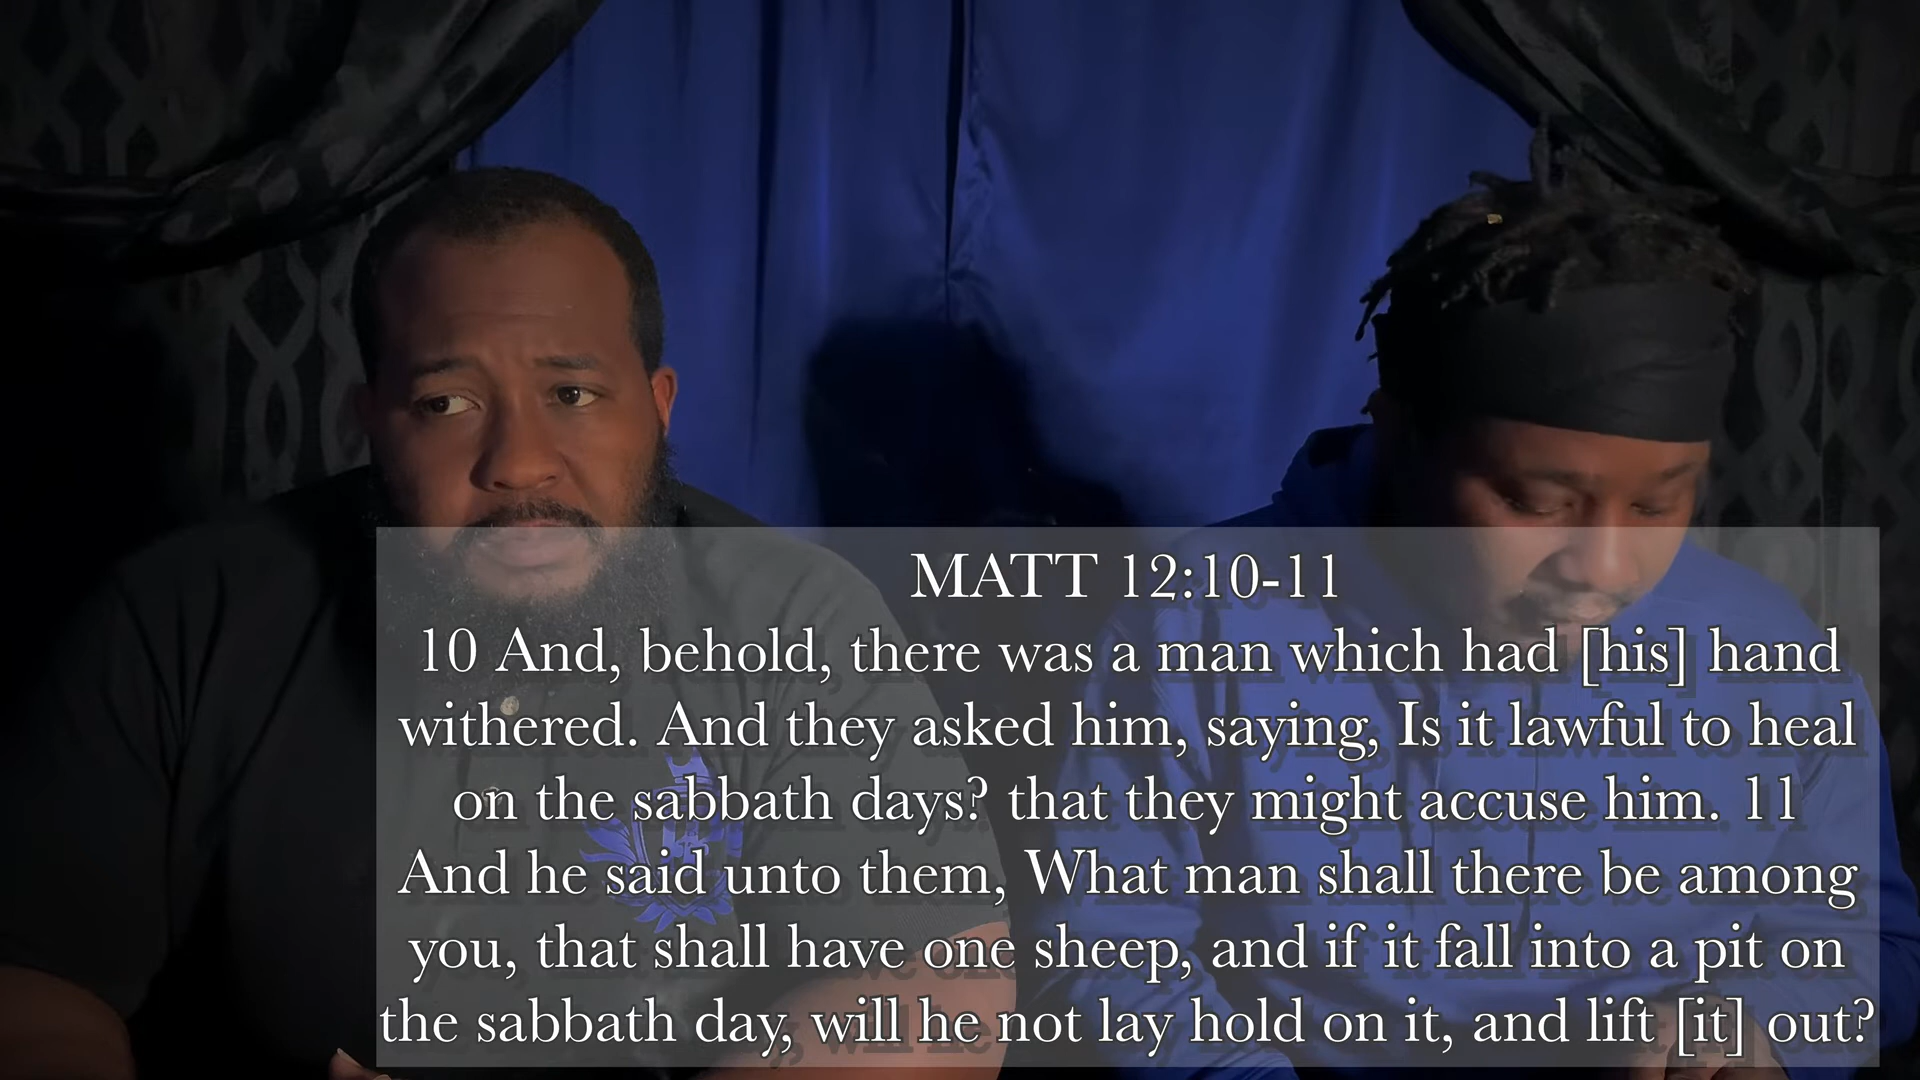 MATT 12:10-11
10 And, behold, there was a man which had [his] hand
withered. And they asked him, saying, Is it lawful to heal
on the sabbath days? that they might accuse him. 11
And he said unto them, What man shall there be among
you, that shall have one sheep, and if it fall into a pit on
the sabbath day, will he not lay hold on it, and lift [it] out?